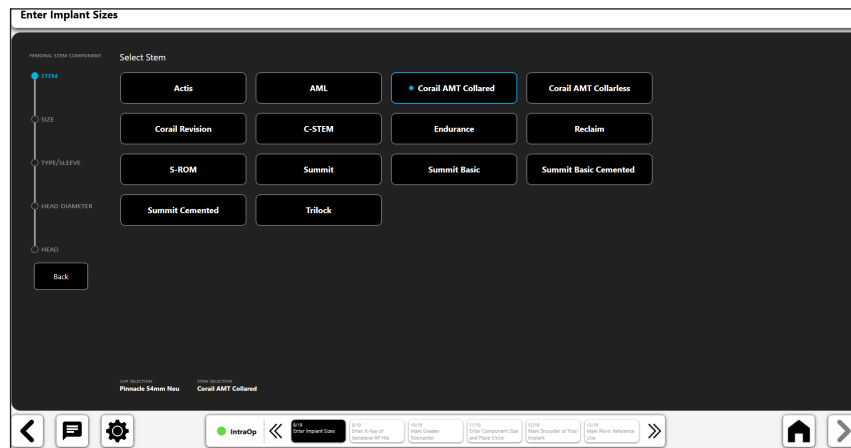 Enter Implant Sizes
FEMORAL STEM COMPONENT
Select Stem
STEM
Actis
AML
Corail AMT Collared
Corail AMT Collarless
SIZE
Corail Revision
C-STEM
Endurance
Reclaim
TYPE/SLEEVE
S-ROM
Summit
Summit Basic
Summit Basic Cemented
HEAD DIAMETER
Summit Cemented
Trilock
HEAD
Back
CUP SELECTION
Pinnacle 54mm Neu
STEM SELECTION
Corail AMT Collared
IntraOp
8/19
Enter Implant Sizes
9/19
Enter X-Ray of
Ipsilateral AP Hip
10/19
Mark Greater
Trochanter
11/19
Enter Component Size
and Place Circle
12/19
Mark Shoulder of Trial/
Implant
13/19
Mark Pelvic Reference
Line